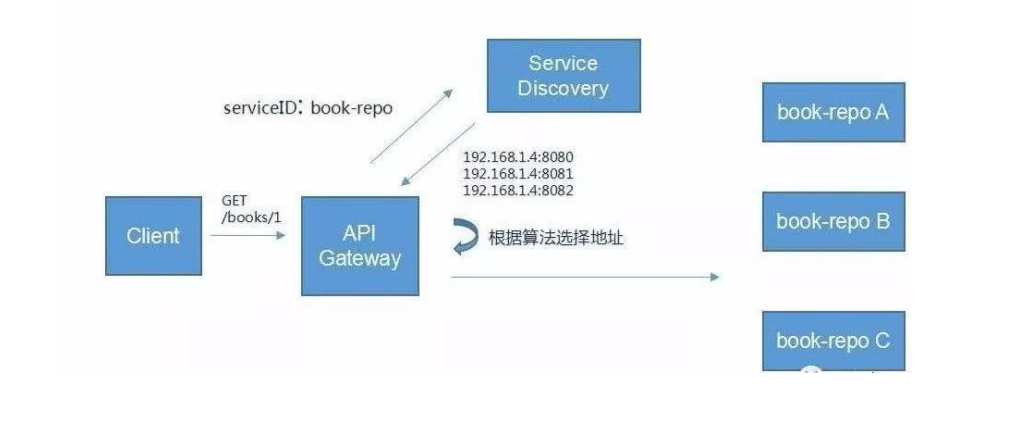 Service
Discovery
serviceID: book-repo
book-repo A
192.168.1.4:8080
192.168.1.4:8081
192.168.1.4:8082
GET
/books/1
Client
API
Gateway
根据算法选择地址
book-repo B
book-repo C